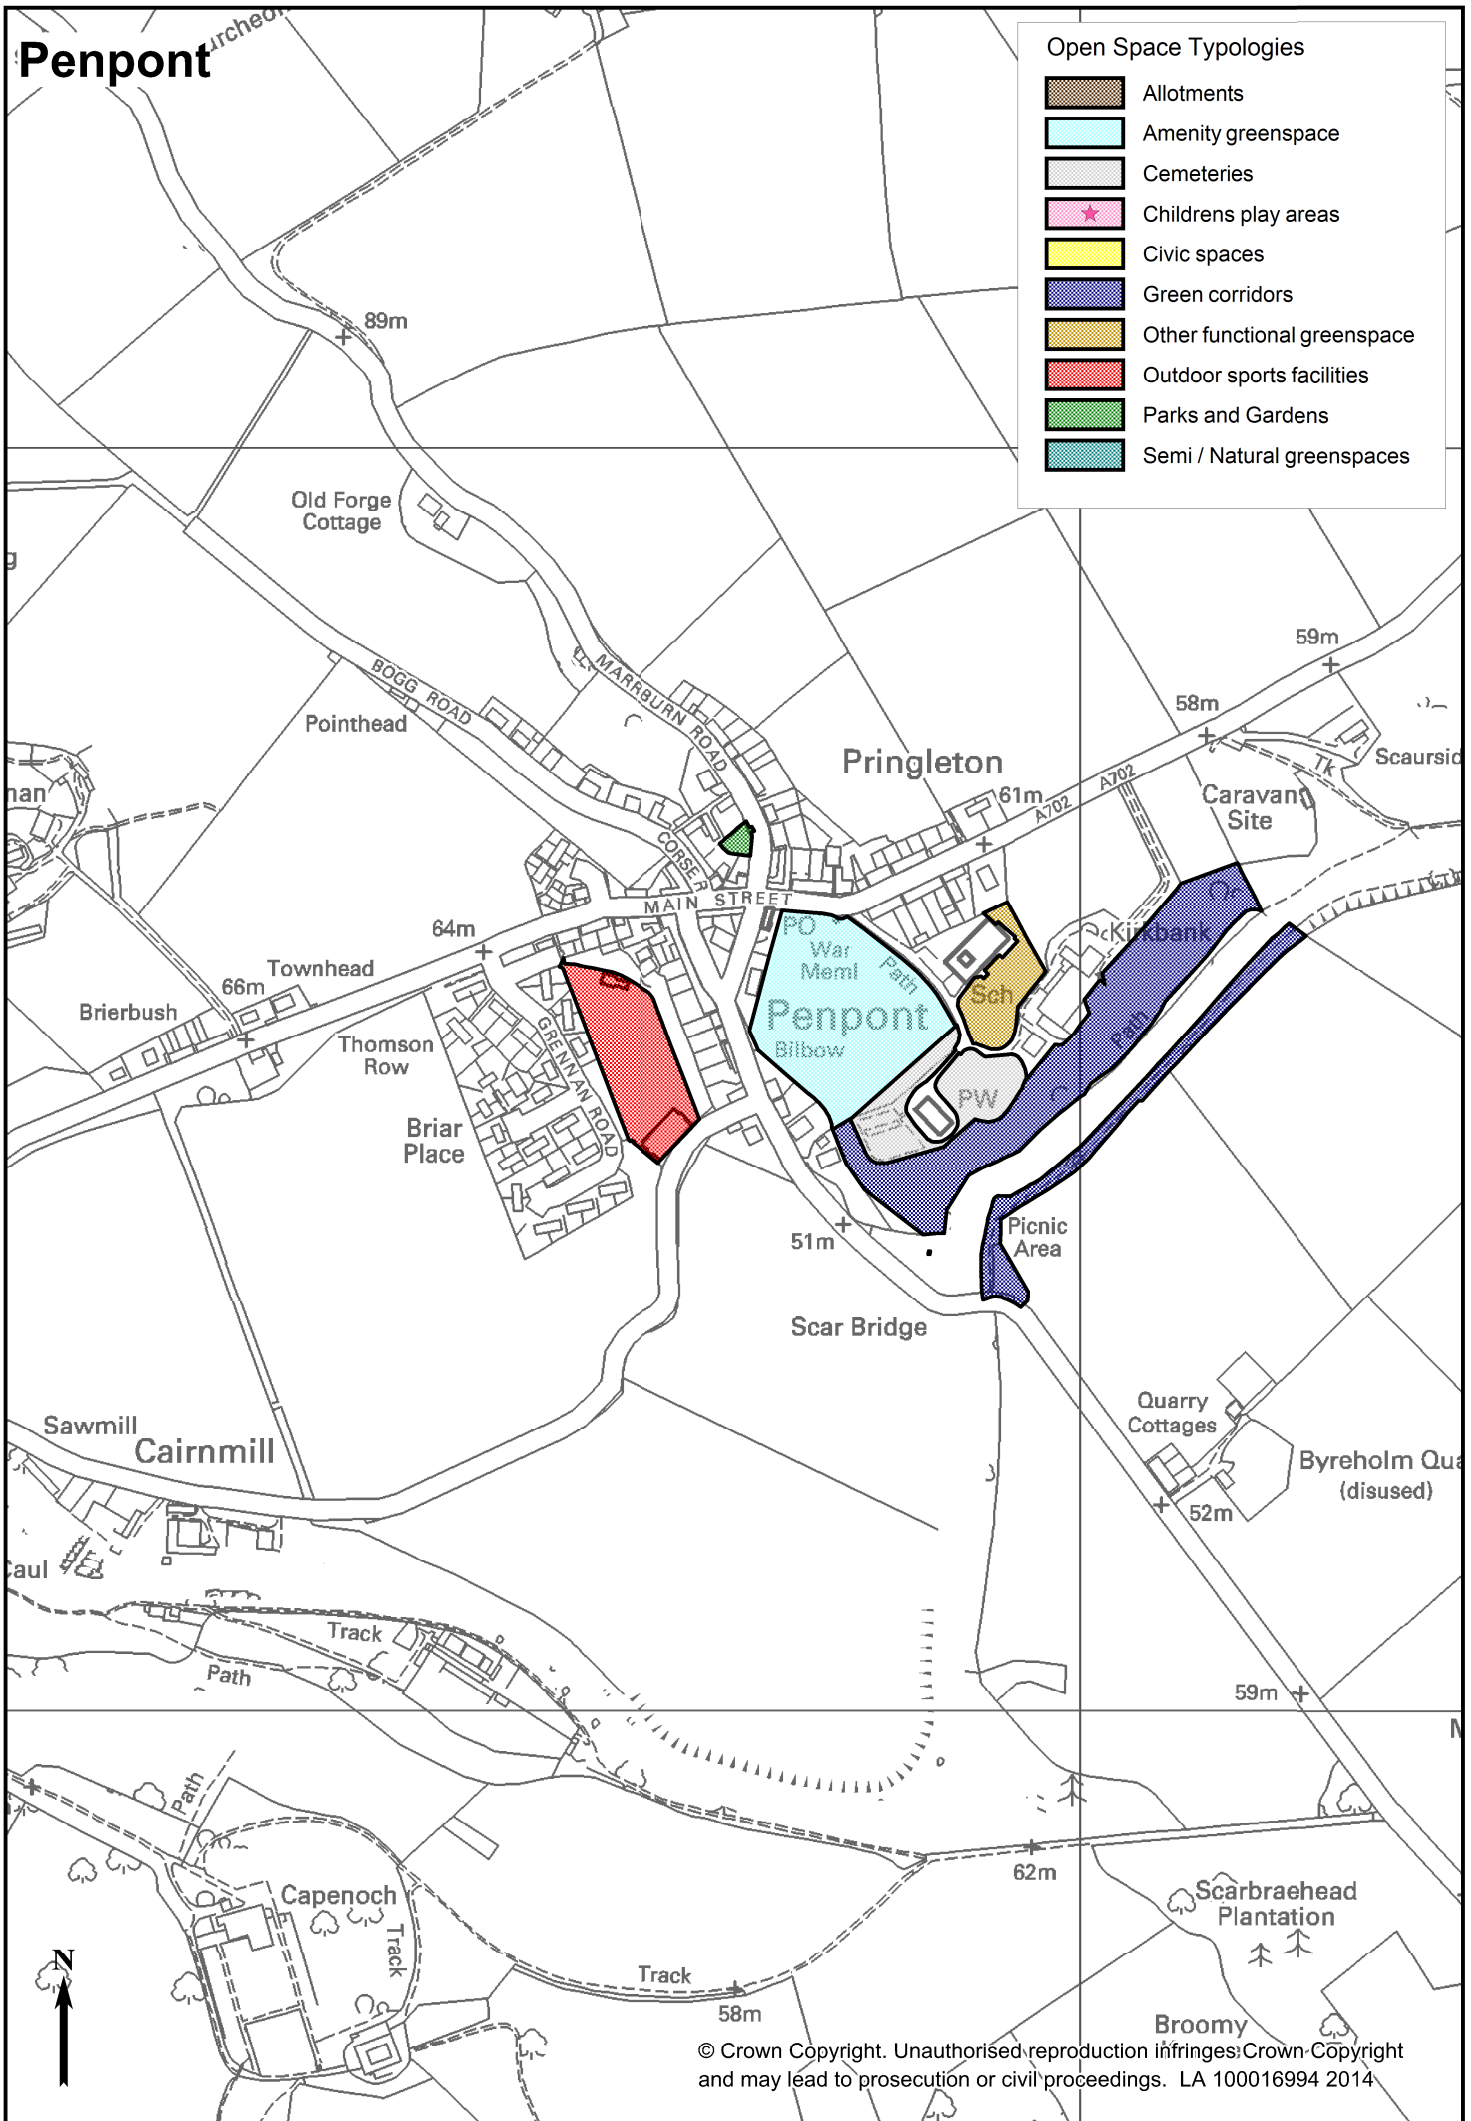 Penpont
Open Space Typologies
Allotments
Amenity greenspace
Cemeteries
Childrens play areas
Civic spaces
Green corridors
Other functional greenspace
Outdoor sports facilities
Parks and Gardens
Semi / Natural greenspaces
89m
Old Forge
Cottage
59m
MARRBURN ROAD
BOGG ROAD
58m
Pointhead
Pringleton
Tk
Scaursid
A702
61m
A702
Caravan
Site
nan
CORSER
MAIN STREET
PO
War
Meml
Path
Kirkbank
64m
Townhead
66m
Brierbush
Sch
Penpont
Bilbow
GRENNAN ROAD
Thomson
Row
Path
PW
Briar
Place
51m
Picnic
Area
Scar Bridge
Quarry
Cottages
Sawmill
Cairnmill
Byreholm Qua
(disused)
52m
Caul
Track
Path
59m
Path
62m
Capenoch
Track
Scarbraehead
Plantation
N
Track
58m
Broomy
© Crown Copyright. Unauthorised reproduction infringes Crown Copyright
and may lead to prosecution or civil proceedings. LA 100016994 2014